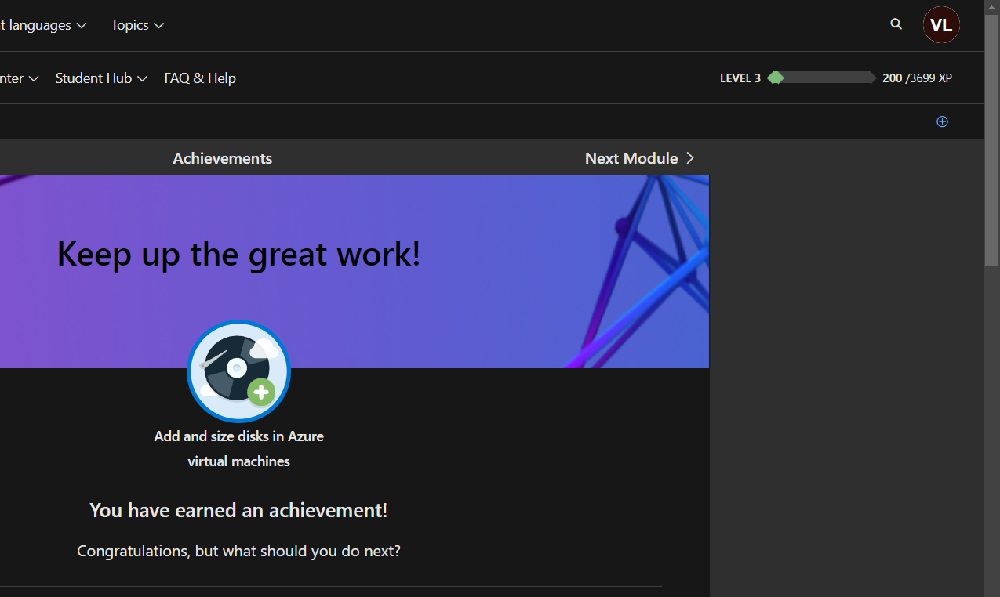 t languages
Topics
VL
nter
Student Hub
FAQ & Help
LEVEL 3
200 /3699 XP
Achievements
Next Module
Keep up the great work!
Add and size disks in Azure
virtual machines
You have earned an achievement!
Congratulations, but what should you do next?